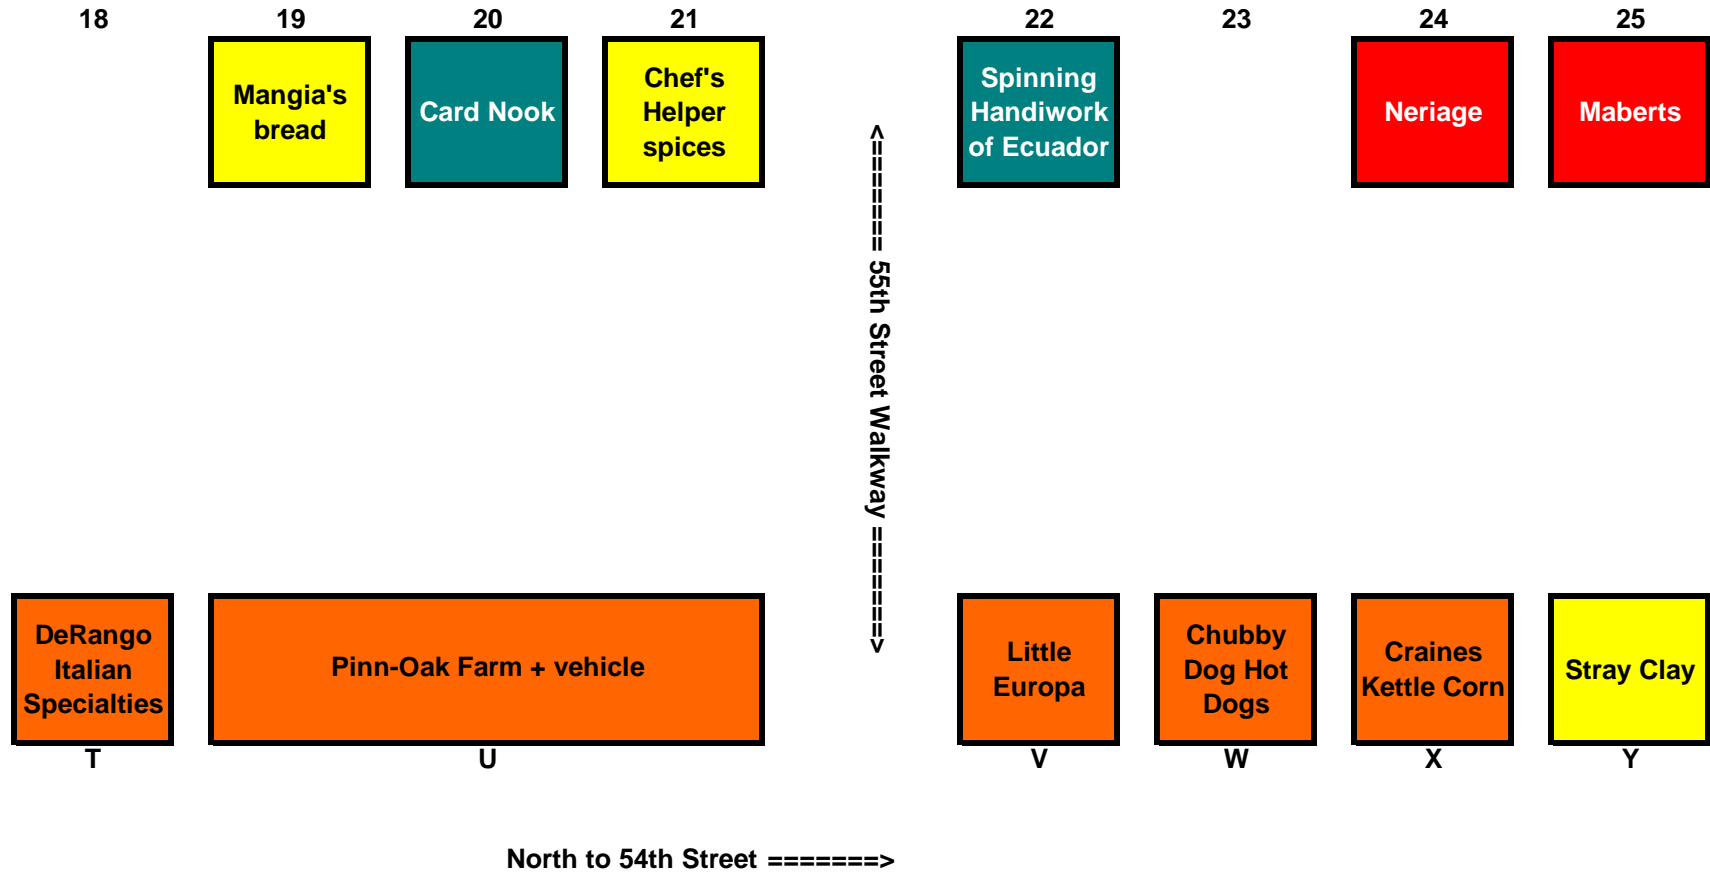 18 19 20 21 22 23 24 25
Mangia's
bread
Card Nook
Chef's
Helper
spices
Spinning
Handiwork
of Ecuador
Neriage
Maberts
<======= 55th Street Walkway =======>
DeRango
Italian
Specialties
Pinn-Oak Farm + vehicle
Little
Europa
Chubby
Dog Hot
Dogs
Craines
Kettle Corn
Stray Clay
T U V W X Y
North to 54th Street =======>